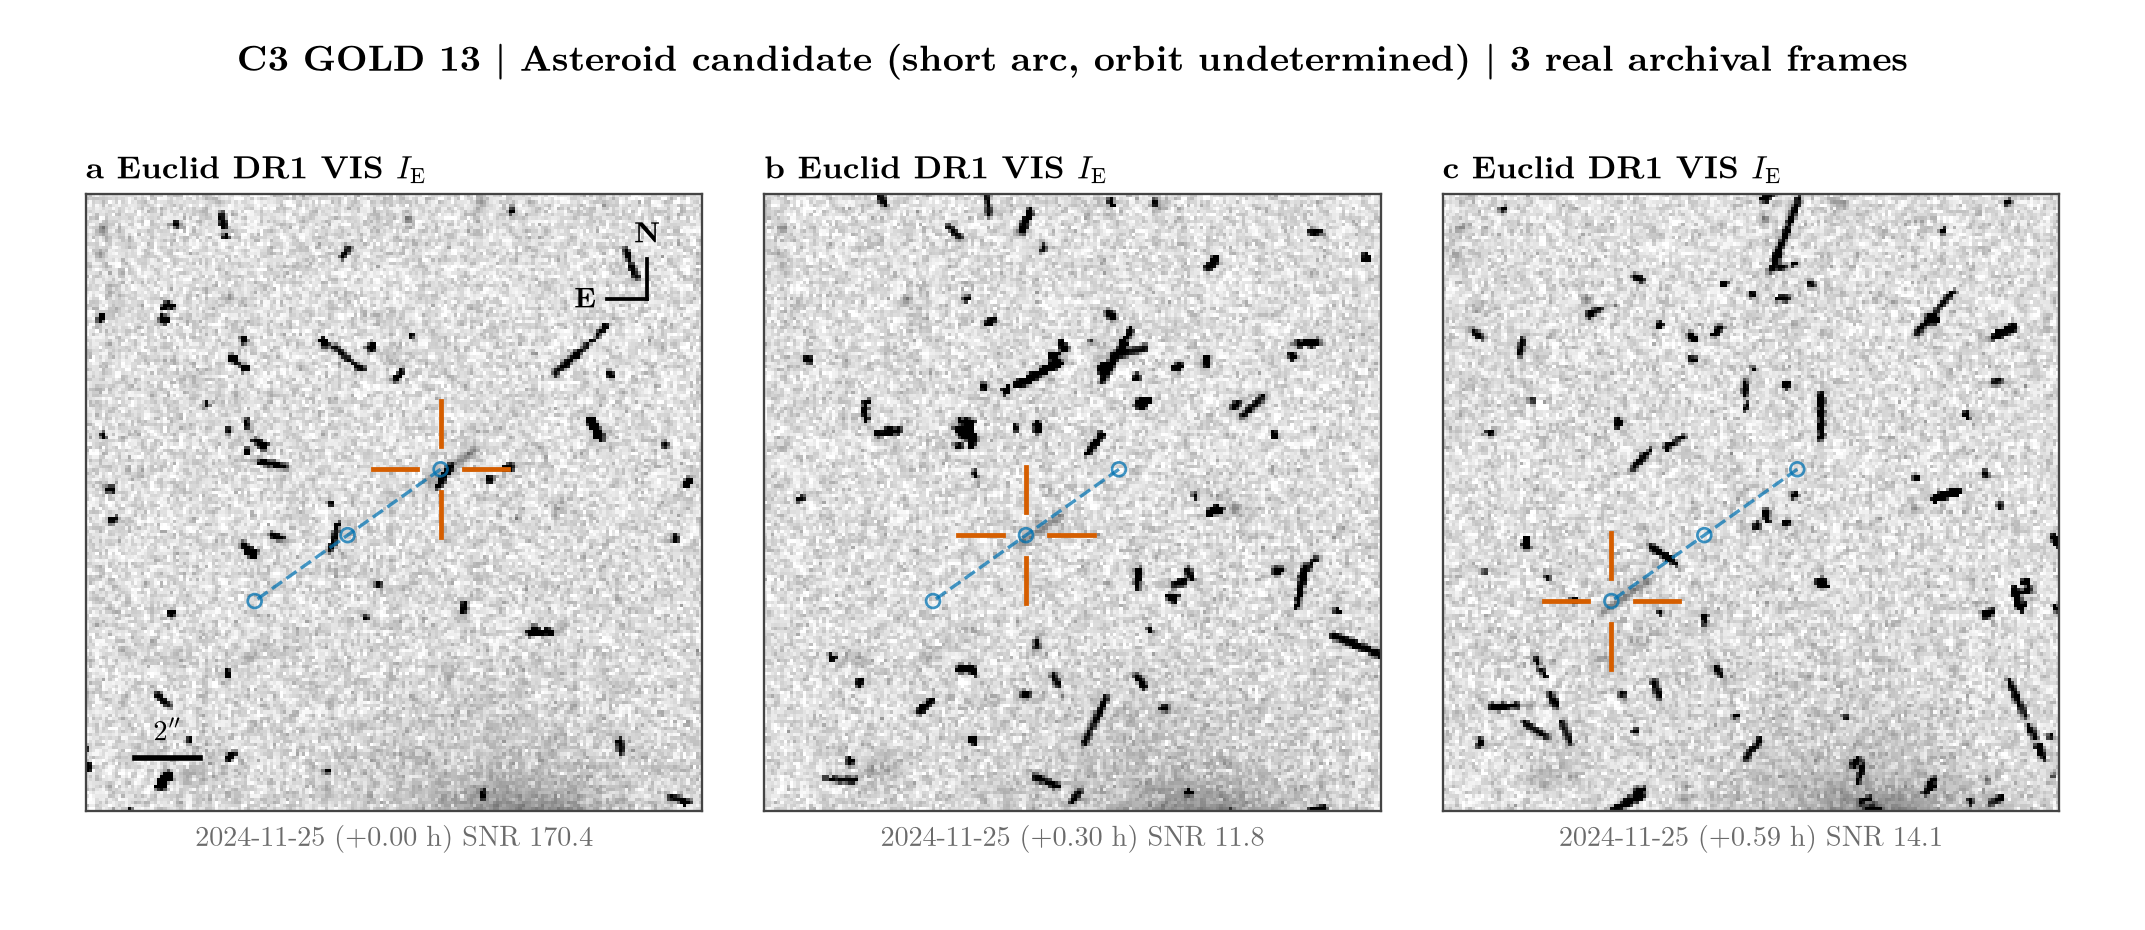 C3 GOLD 13 | Asteroid candidate (short arc, orbit undetermined) | 3 real archival frames
a Euclid DR1 VIS I_E
b Euclid DR1 VIS I_E
c Euclid DR1 VIS I_E
N
E
2″
2024-11-25 (+0.00 h) SNR 170.4
2024-11-25 (+0.30 h) SNR 11.8
2024-11-25 (+0.59 h) SNR 14.1